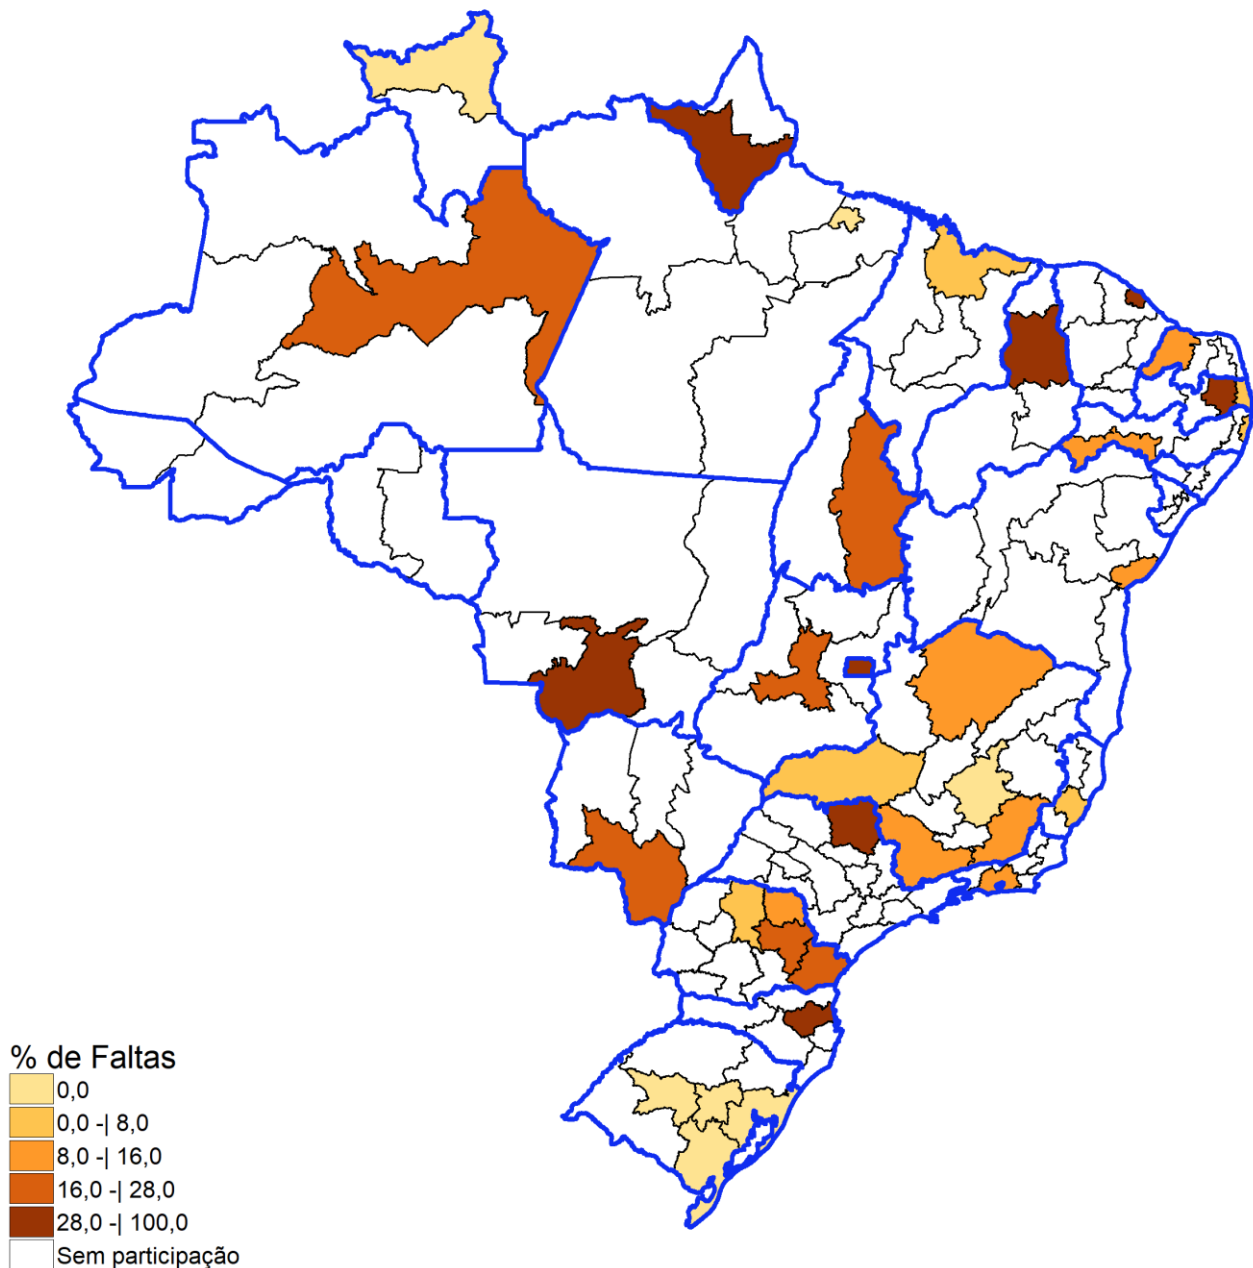 % de Faltas
0,0
0,0 -| 8,0
8,0 -| 16,0
16,0 -| 28,0
28,0 -| 100,0
Sem participação